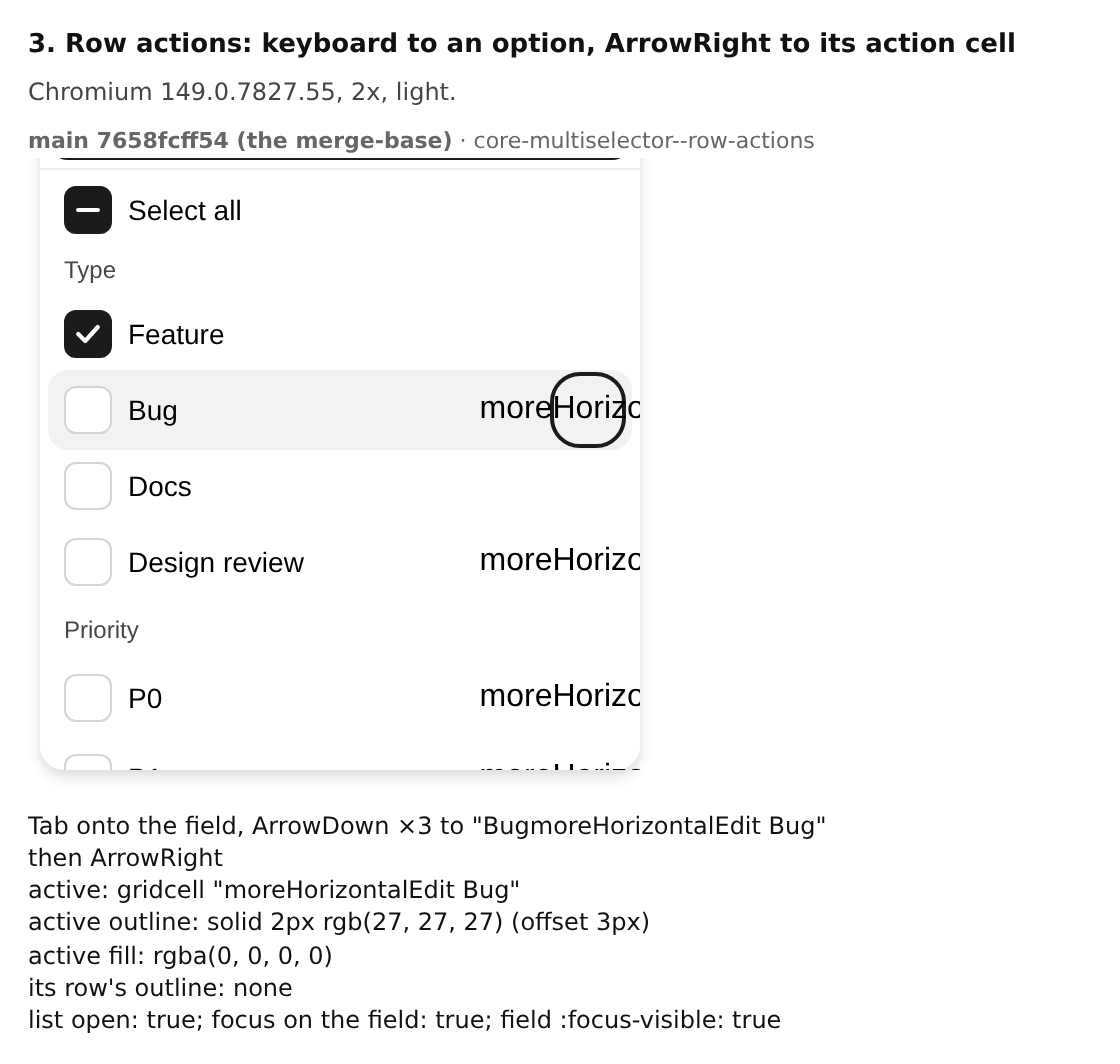 3. Row actions: keyboard to an option, ArrowRight to its action cell
Chromium 149.0.7827.55, 2x, light.
main 7658fcff54 (the merge-base) · core-multiselector--row-actions
Select all
Type
Feature
Bug moreHorizo
Docs
Design review moreHorizo
Priority
P0 moreHorizo
moreHorizo
Tab onto the field, ArrowDown ×3 to "BugmoreHorizontalEdit Bug"
then ArrowRight
active: gridcell "moreHorizontalEdit Bug"
active outline: solid 2px rgb(27, 27, 27) (offset 3px)
active fill: rgba(0, 0, 0, 0)
its row's outline: none
list open: true; focus on the field: true; field :focus-visible: true